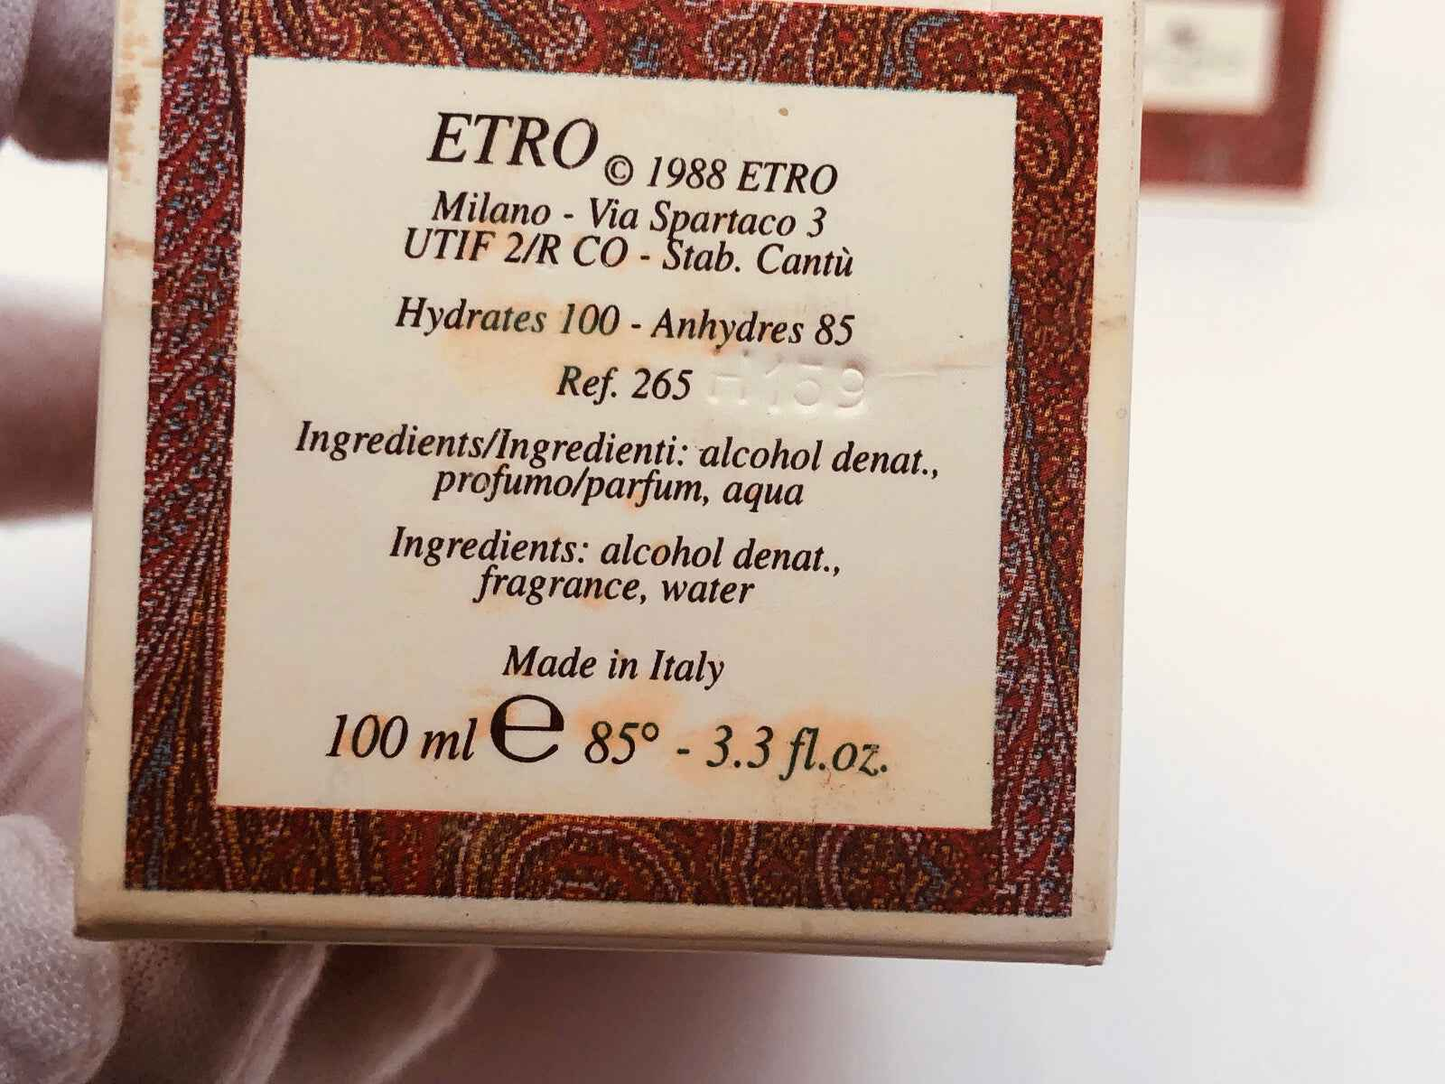 ETRO © 1988 ETRO
Milano - Via Spartaco 3
UTIF 2/R CO - Stab. Cantù
Hydrates 100 - Anhydres 85
Ref. 265
Ingredients/Ingredienti: alcohol denat.,
profumo/parfum, aqua
Ingredients: alcohol denat.,
fragrance, water
Made in Italy
100 ml e 85° - 3.3 fl.oz.